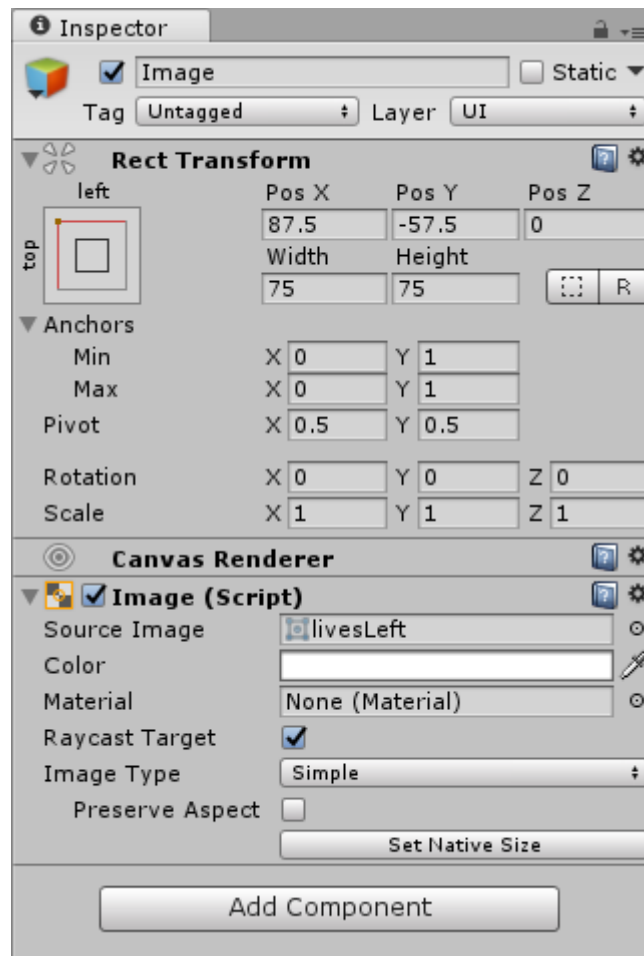 Inspector
Image Static
Tag Untagged Layer UI
Rect Transform
left Pos X Pos Y Pos Z
top 87.5 -57.5 0
Width Height
75 75 R
Anchors
Min X 0 Y 1
Max X 0 Y 1
Pivot X 0.5 Y 0.5
Rotation X 0 Y 0 Z 0
Scale X 1 Y 1 Z 1
Canvas Renderer
Image (Script)
Source Image livesLeft
Color
Material None (Material)
Raycast Target
Image Type Simple
Preserve Aspect
Set Native Size
Add Component